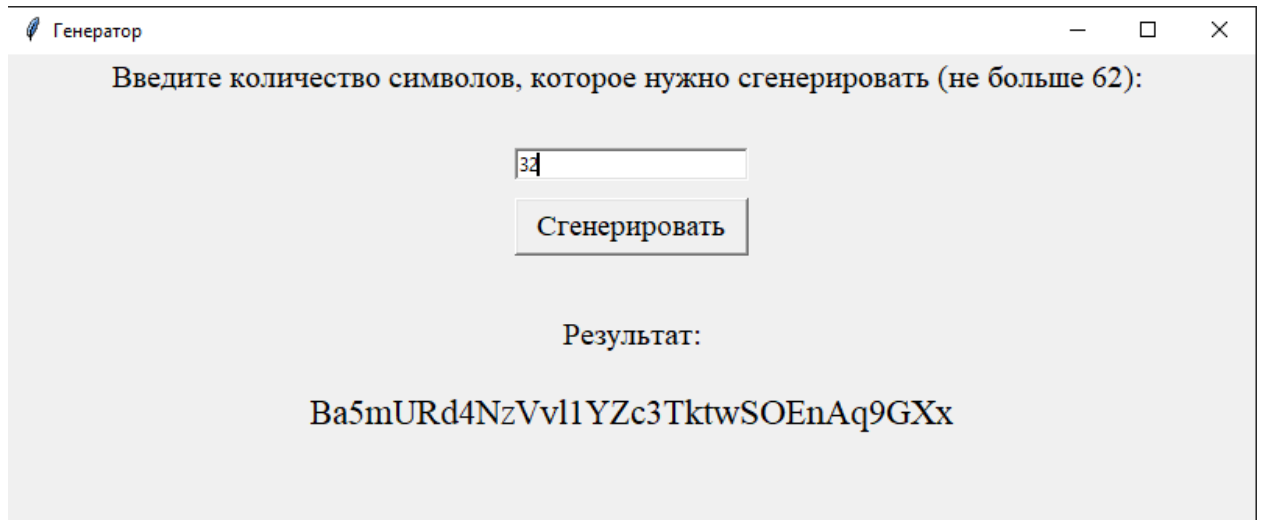 Генератор
Введите количество символов, которое нужно сгенерировать (не больше 62):
32
Сгенерировать
Результат:
Ba5mURd4NzVvl1YZc3TktwSOEnAq9GXx